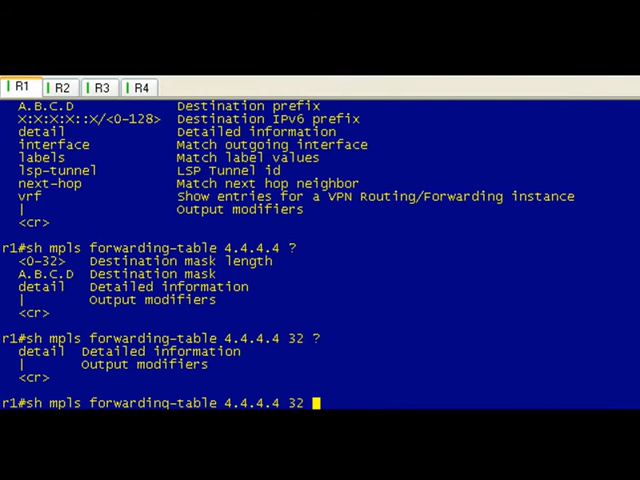 R1 R2 R3 R4
A.B.C.D Destination prefix
X:X:X:X::X/<0-128> Destination IPv6 prefix
detail Detailed information
interface Match outgoing interface
labels Match label values
lsp-tunnel LSP Tunnel id
next-hop Match next hop neighbor
vrf Show entries for a VPN Routing/Forwarding instance
| Output modifiers
<cr>
r1#sh mpls forwarding-table 4.4.4.4 ?
<0-32> Destination mask length
A.B.C.D Destination mask
detail Detailed information
| Output modifiers
<cr>
r1#sh mpls forwarding-table 4.4.4.4 32 ?
detail Detailed information
| Output modifiers
<cr>
r1#sh mpls forwarding-table 4.4.4.4 32